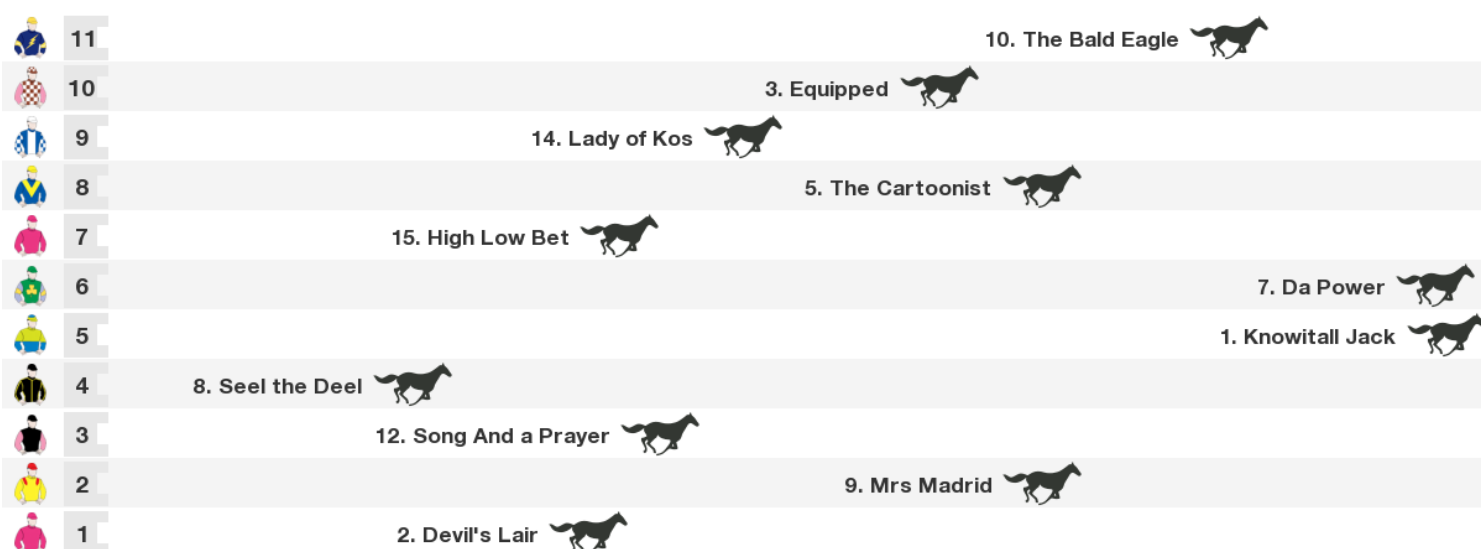 11 10. The Bald Eagle
10 3. Equipped
9 14. Lady of Kos
8 5. The Cartoonist
7 15. High Low Bet
6 7. Da Power
5 1. Knowitall Jack
4 8. Seel the Deel
3 12. Song And a Prayer
2 9. Mrs Madrid
1 2. Devil's Lair